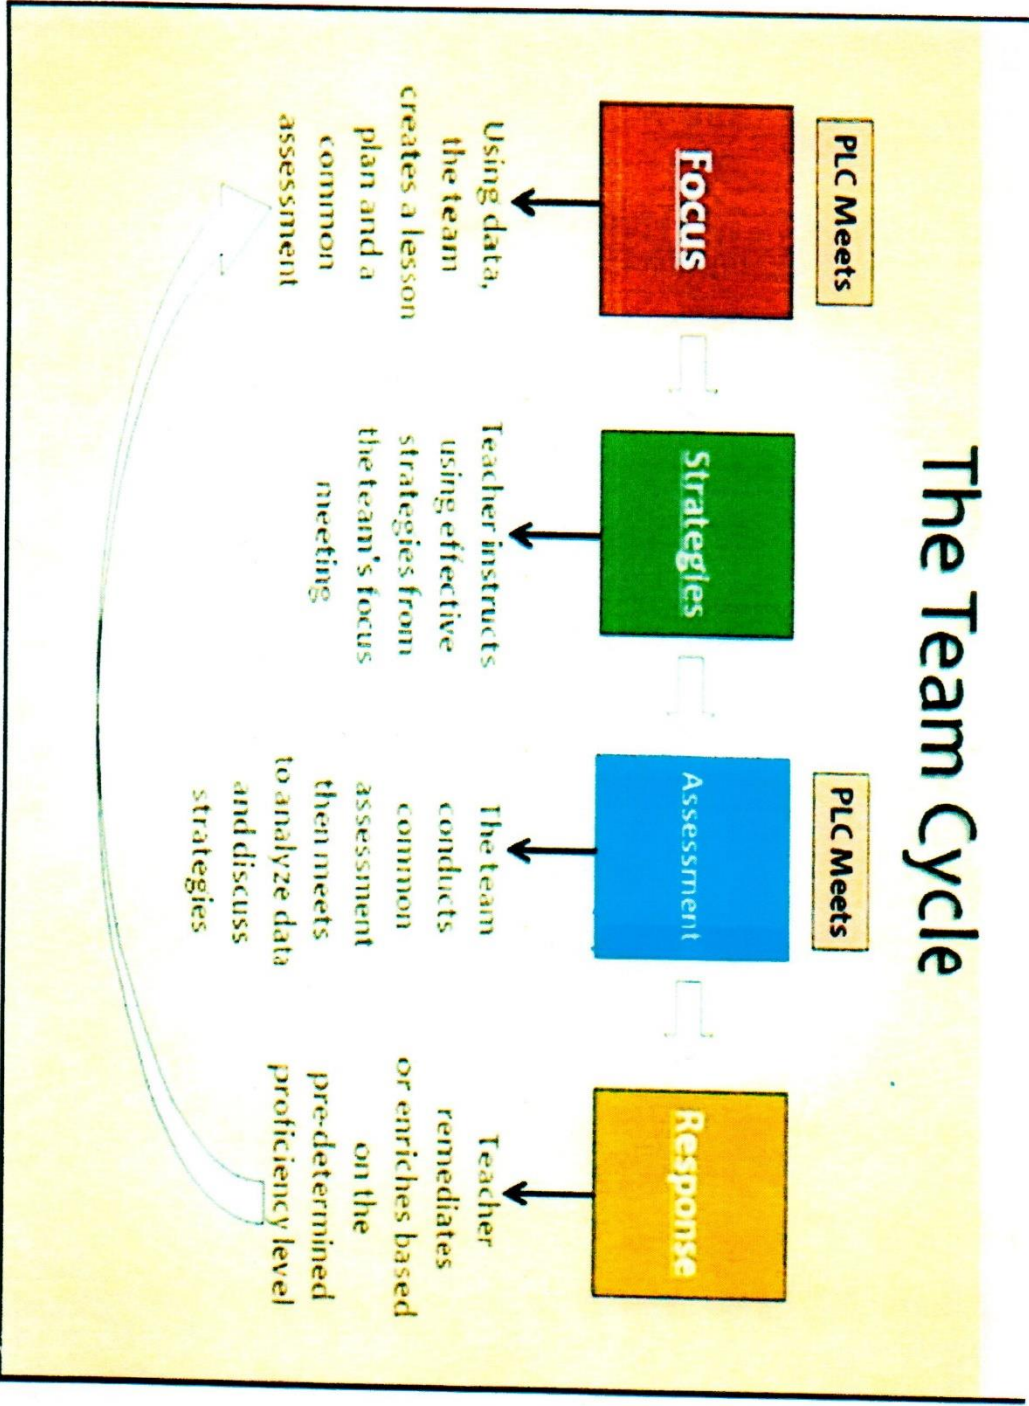 The Team Cycle
PLC Meets
PLC Meets
Focus
Strategies
Assessment
Response
Using data,
the team
creates a lesson
plan and a
common
assessment
Teacher instructs
using effective
strategies from
the team's focus
meeting
The team
conducts
common
assessment
then meets
to analyze data
and discuss
strategies
Teacher
remediates
or enriches based
on the
pre-determined
proficiency level